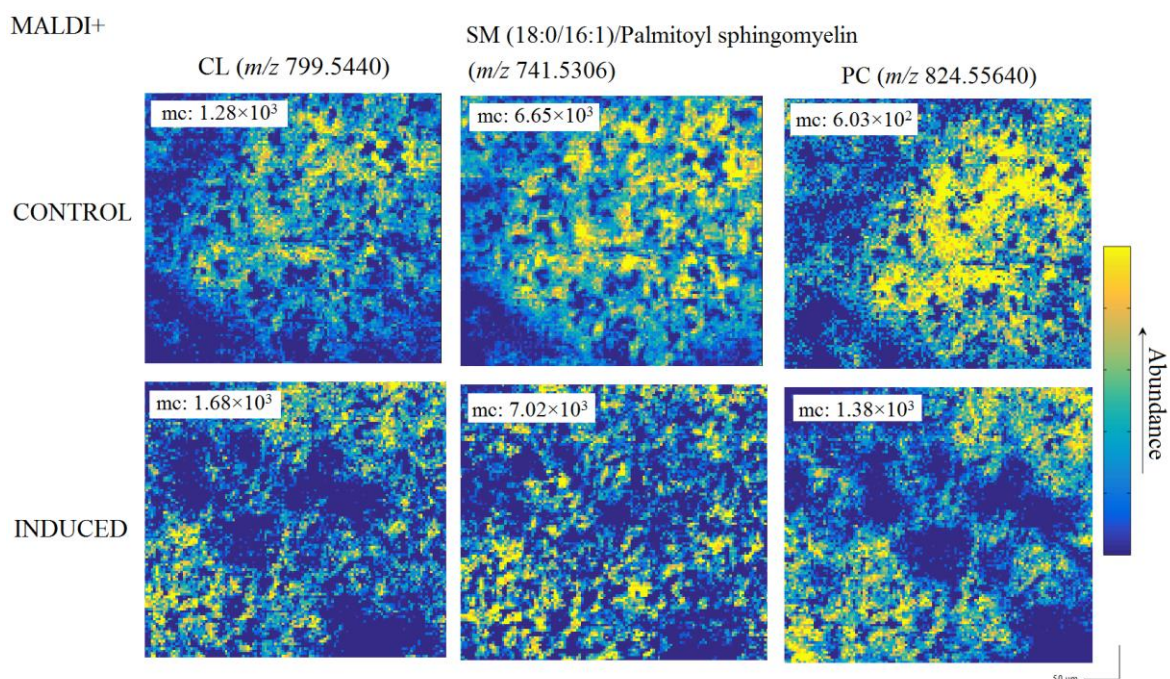 MALDI+
SM (18:0/16:1)/Palmitoyl sphingomyelin
CL (m/z 799.5440)
(m/z 741.5306)
PC (m/z 824.55640)
mc: 1.28×10³
mc: 6.65×10³
mc: 6.03×10²
CONTROL
Abundance
mc: 1.68×10³
mc: 7.02×10³
mc: 1.38×10³
INDUCED
50 µm